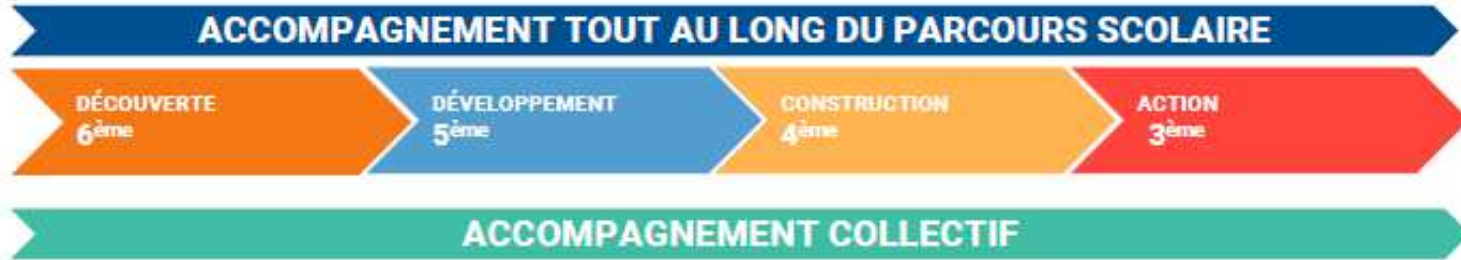 ACCOMPAGNEMENT TOUT AU LONG DU PARCOURS SCOLAIRE
DÉCOUVERTE
6ème
DÉVELOPPEMENT
5ème
CONSTRUCTION
4ème
ACTION
3ème
ACCOMPAGNEMENT COLLECTIF